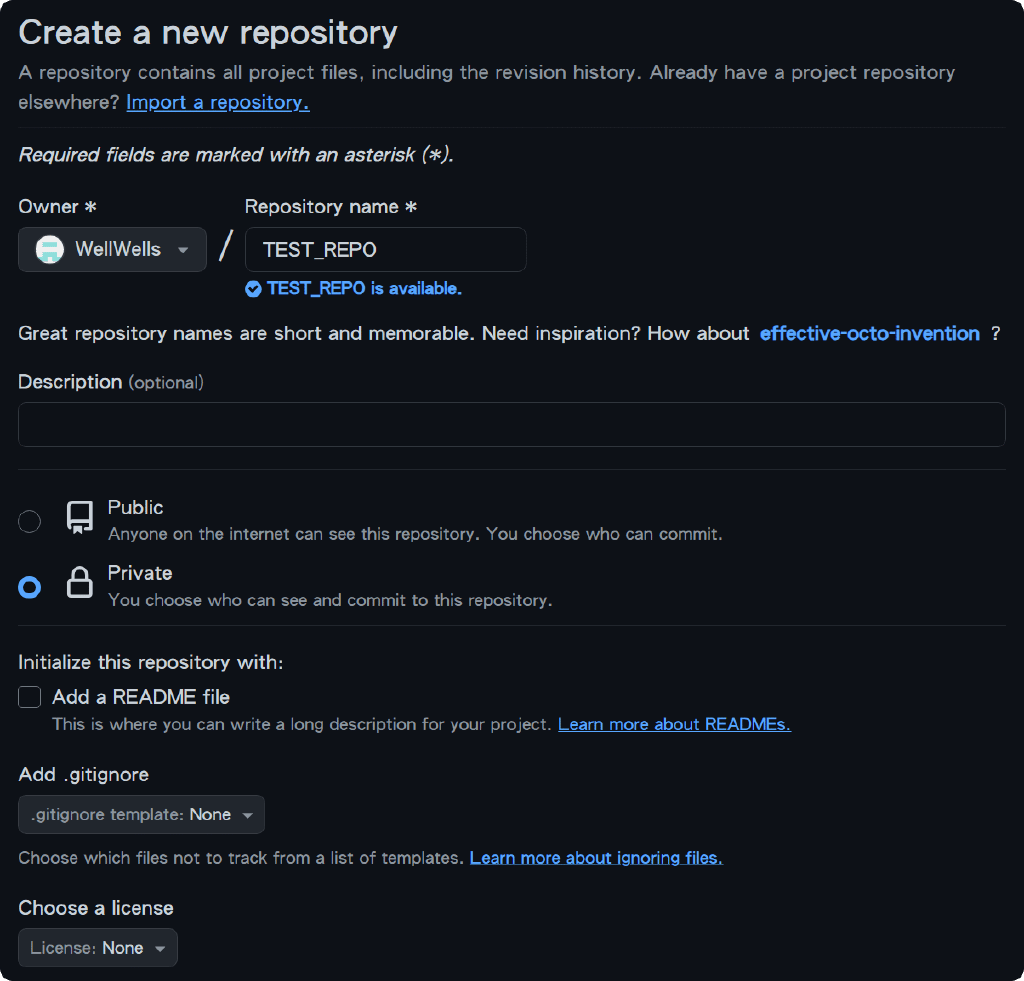 Create a new repository
A repository contains all project files, including the revision history. Already have a project repository
elsewhere? Import a repository.
Required fields are marked with an asterisk (*).
Owner *
Repository name *
WellWells
/
TEST_REPO
TEST_REPO is available.
Great repository names are short and memorable. Need inspiration? How about effective-octo-invention ?
Description (optional)
Public
Anyone on the internet can see this repository. You choose who can commit.
Private
You choose who can see and commit to this repository.
Initialize this repository with:
Add a README file
This is where you can write a long description for your project. Learn more about READMEs.
Add .gitignore
.gitignore template: None
Choose which files not to track from a list of templates. Learn more about ignoring files.
Choose a license
License: None